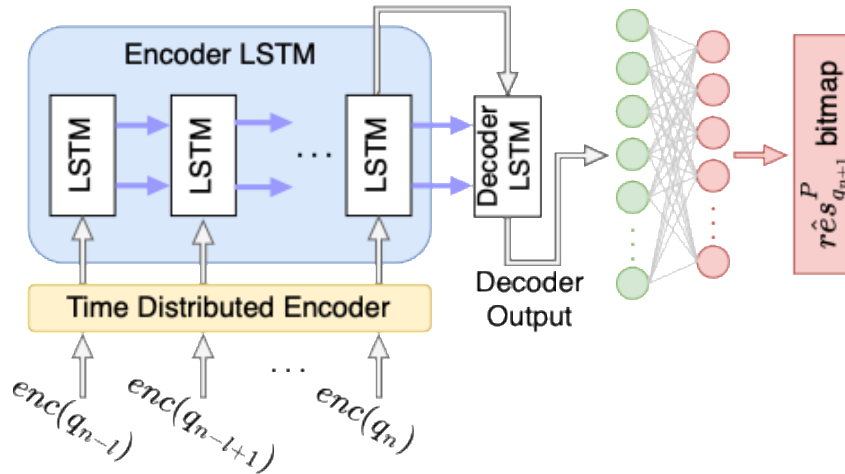 Encoder LSTM
LSTM
LSTM
...
LSTM
Decoder
LSTM
Time Distributed Encoder
Decoder
Output
enc(q_{n-l})
enc(q_{n-l+1})
...
enc(q_n)
r\hat{e}s^P_{q_{n+1}} bitmap